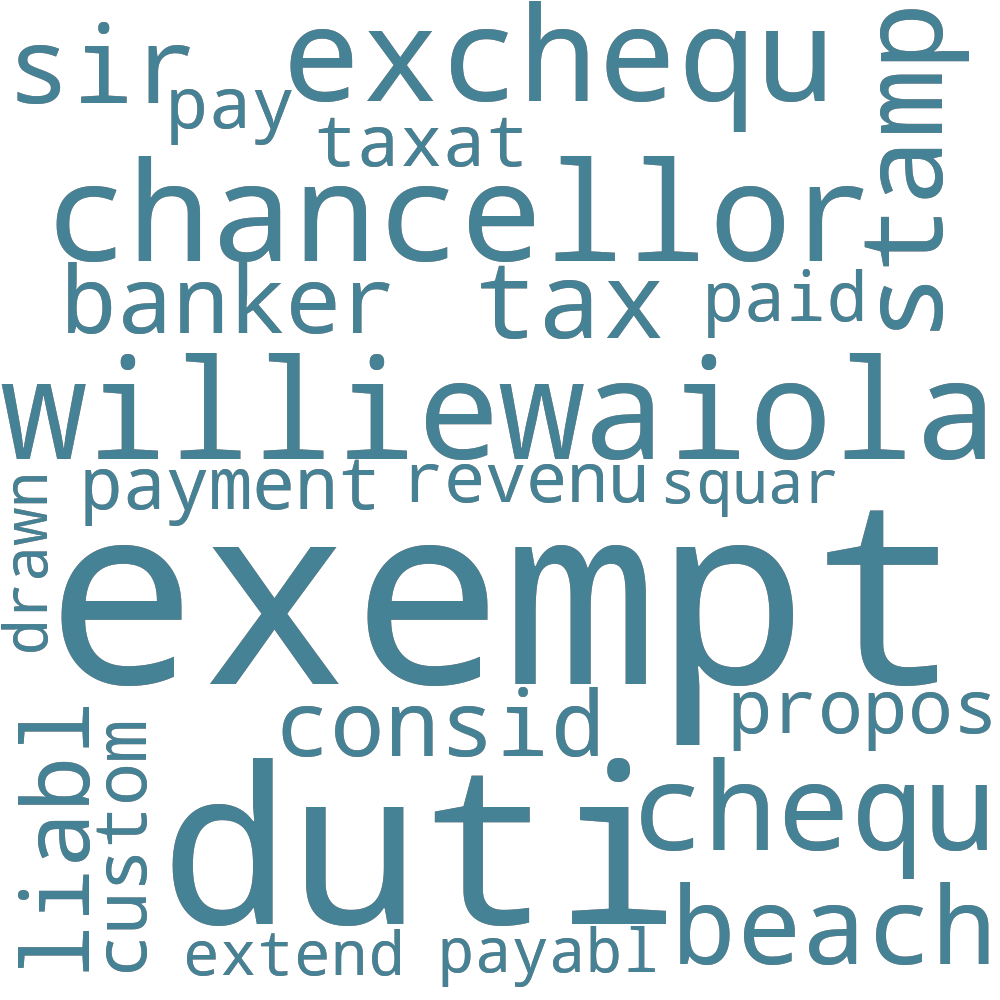 sir exchequ
pay
taxat
stamp
chancellor
banker tax paid
williewaiola
payment revenu squar
drawn
exempt
consid propos
liabl
custom
duti chequ
beach
extend payabl